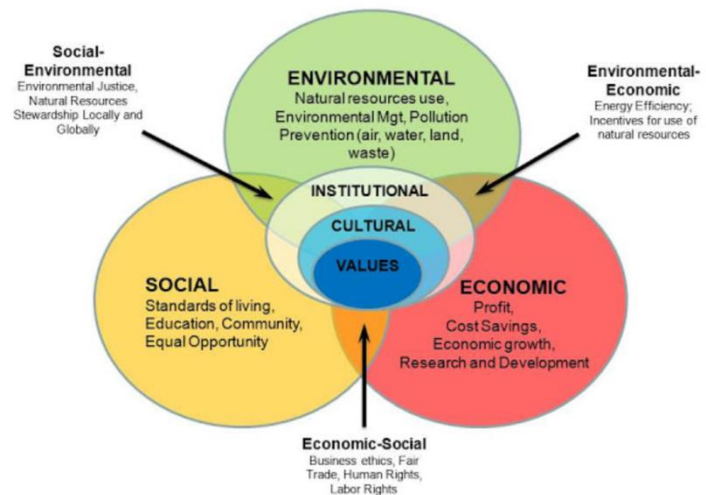 Social-
Environmental
Environmental Justice,
Natural Resources
Stewardship Locally and
Globally
ENVIRONMENTAL
Natural resources use,
Environmental Mgt, Pollution
Prevention (air, water, land,
waste)
Environmental-
Economic
Energy Efficiency;
Incentives for use of
natural resources
INSTITUTIONAL
CULTURAL
VALUES
SOCIAL
Standards of living,
Education, Community,
Equal Opportunity
ECONOMIC
Profit,
Cost Savings,
Economic growth,
Research and Development
Economic-Social
Business ethics, Fair
Trade, Human Rights,
Labor Rights